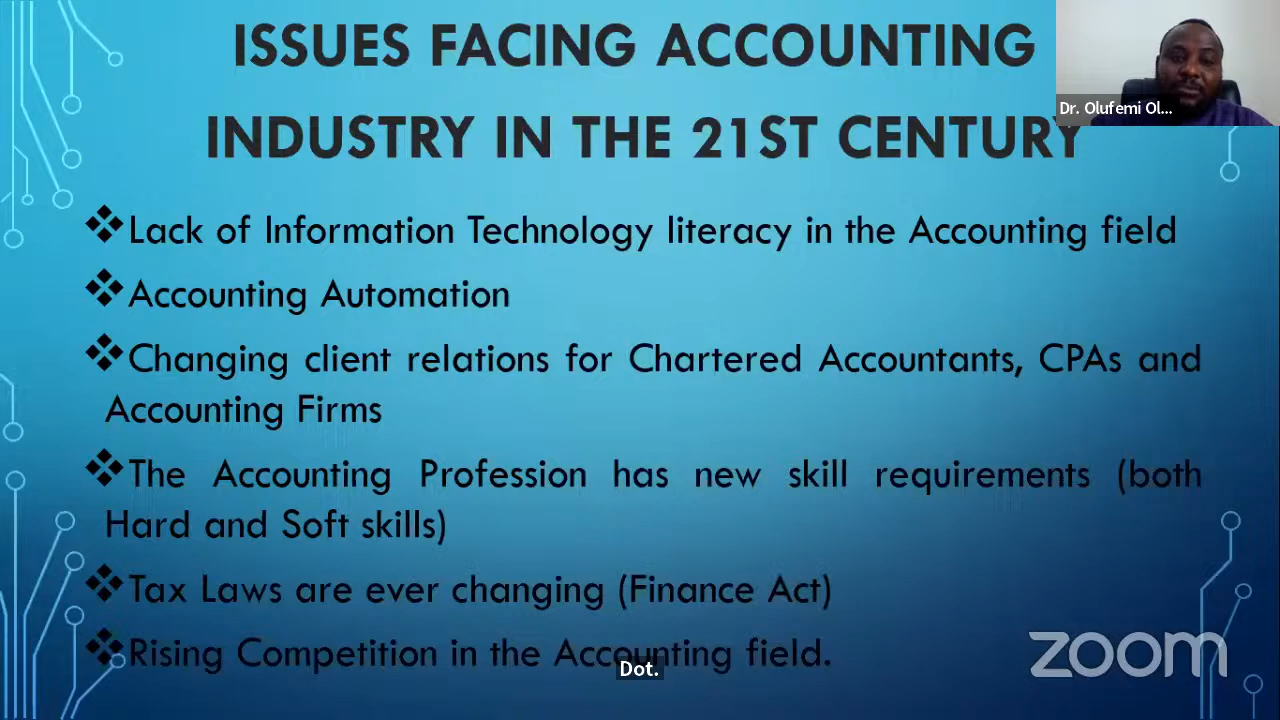 ISSUES FACING ACCOUNTING
INDUSTRY IN THE 21ST CENTURY
Dr. Olufemi Ol...
❖Lack of Information Technology literacy in the Accounting field
❖Accounting Automation
❖Changing client relations for Chartered Accountants, CPAs and
Accounting Firms
❖The Accounting Profession has new skill requirements (both
Hard and Soft skills)
❖Tax Laws are ever changing (Finance Act)
❖Rising Competition in the Accounting field.
Dot.
zoom